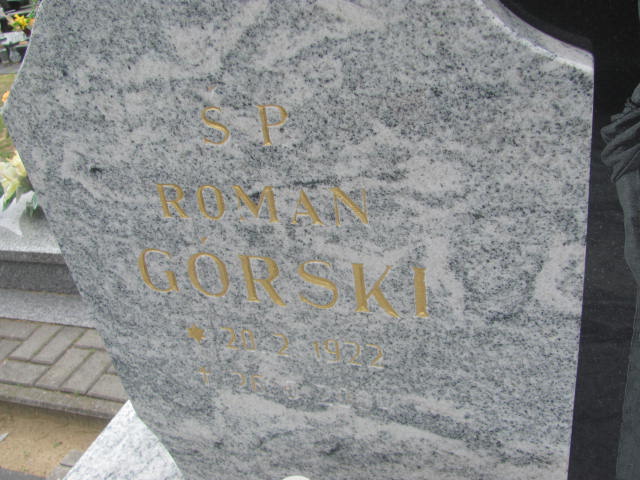 Ś P
ROMAN
GÓRSKI
* 20 2 1922
†